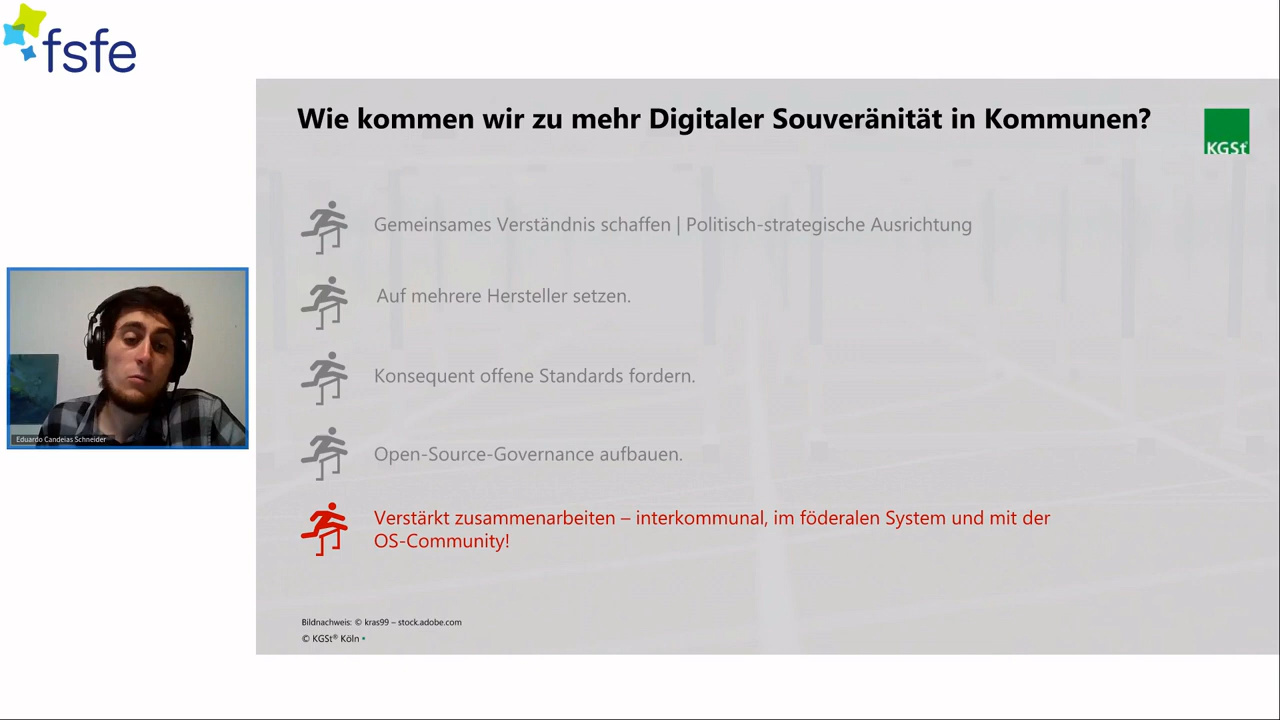 fsfe
Wie kommen wir zu mehr Digitaler Souveränität in Kommunen?
KGSt
Gemeinsames Verständnis schaffen | Politisch-strategische Ausrichtung
Auf mehrere Hersteller setzen.
Konsequent offene Standards fordern.
Open-Source-Governance aufbauen.
Verstärkt zusammenarbeiten – interkommunal, im föderalen System und mit der
OS-Community!
Eduardo Candeias Schneider
Bildnachweis: © kras99 – stock.adobe.com
© KGSt® Köln •